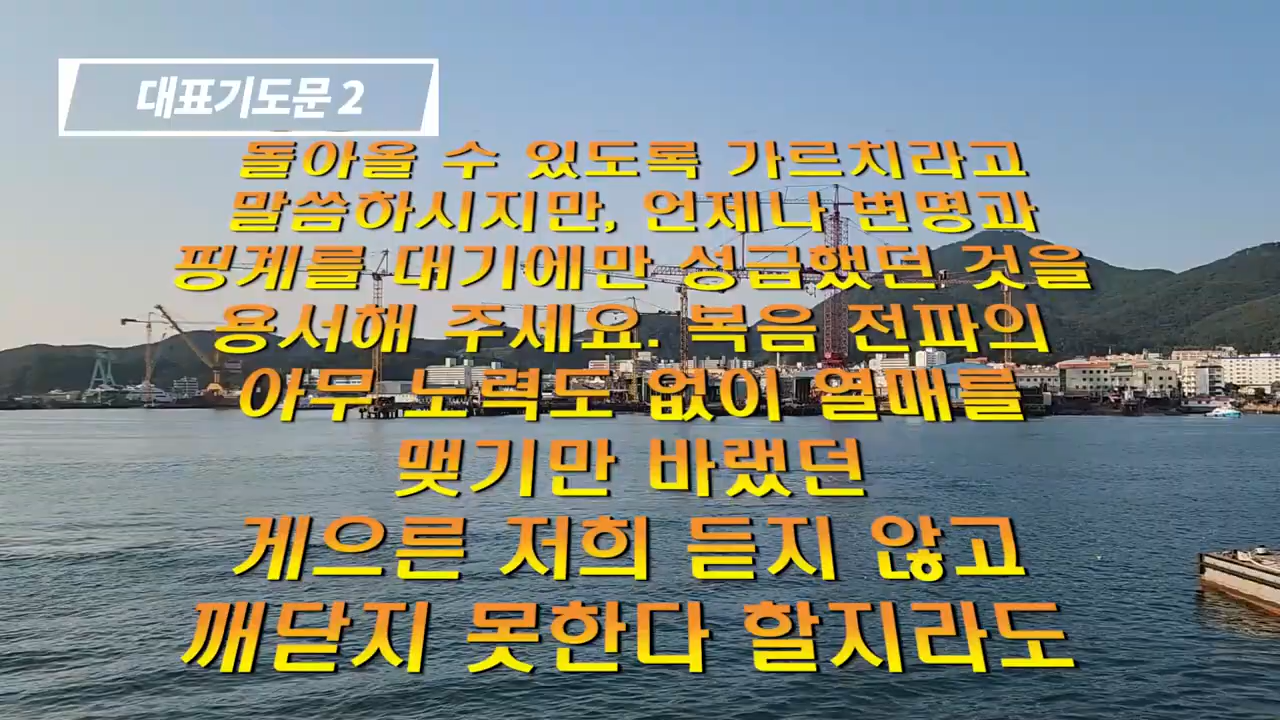 대표기도문 2
돌아올 수 있도록 가르치라고
말씀하시지만, 언제나 변명과
핑계를 대기에만 성급했던 것을
용서해 주세요. 복음 전파의
아무 노력도 없이 열매를
맺기만 바랬던
게으른 저희 듣지 않고
깨닫지 못한다 할지라도